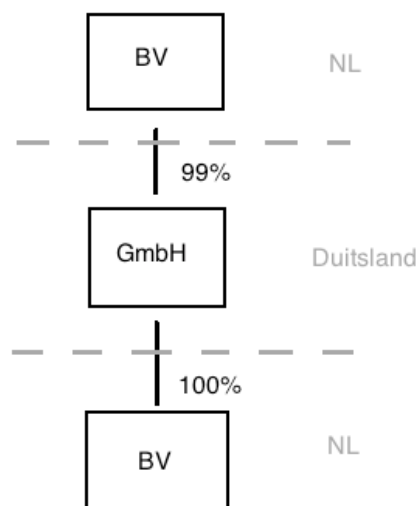 BV
NL
99%
GmbH
Duitsland
100%
BV
NL